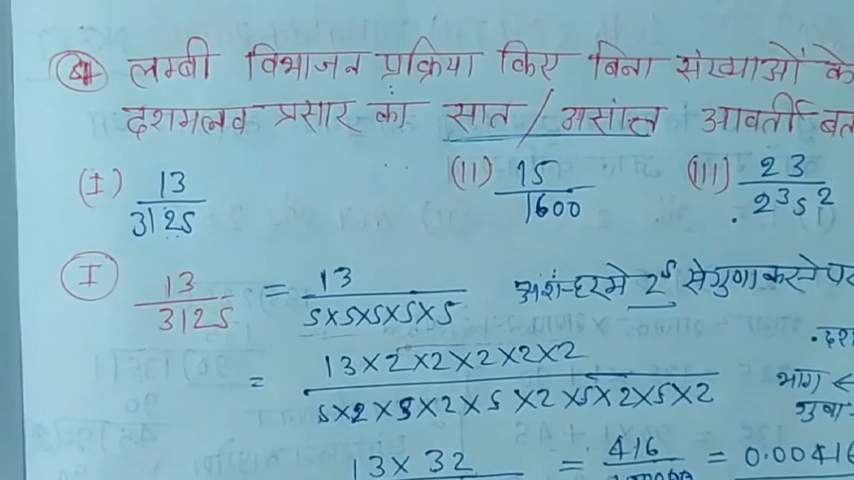 लम्बी विभाजन प्रक्रिया किए बिना संख्याओं के
दशमलव प्रसार का सांत / असांत आवर्ती बत
(I) 13/3125 (II) 15/1600 (III) 23/2³5²
(I) 13/3125 = 13/5×5×5×5×5 अंश-हर मे 2⁵ से गुणा करने पर
= 13×2×2×2×2×2/5×2×5×2×5×2×5×2×5×2 भाग ←
13 × 32 = 416 = 0.00416